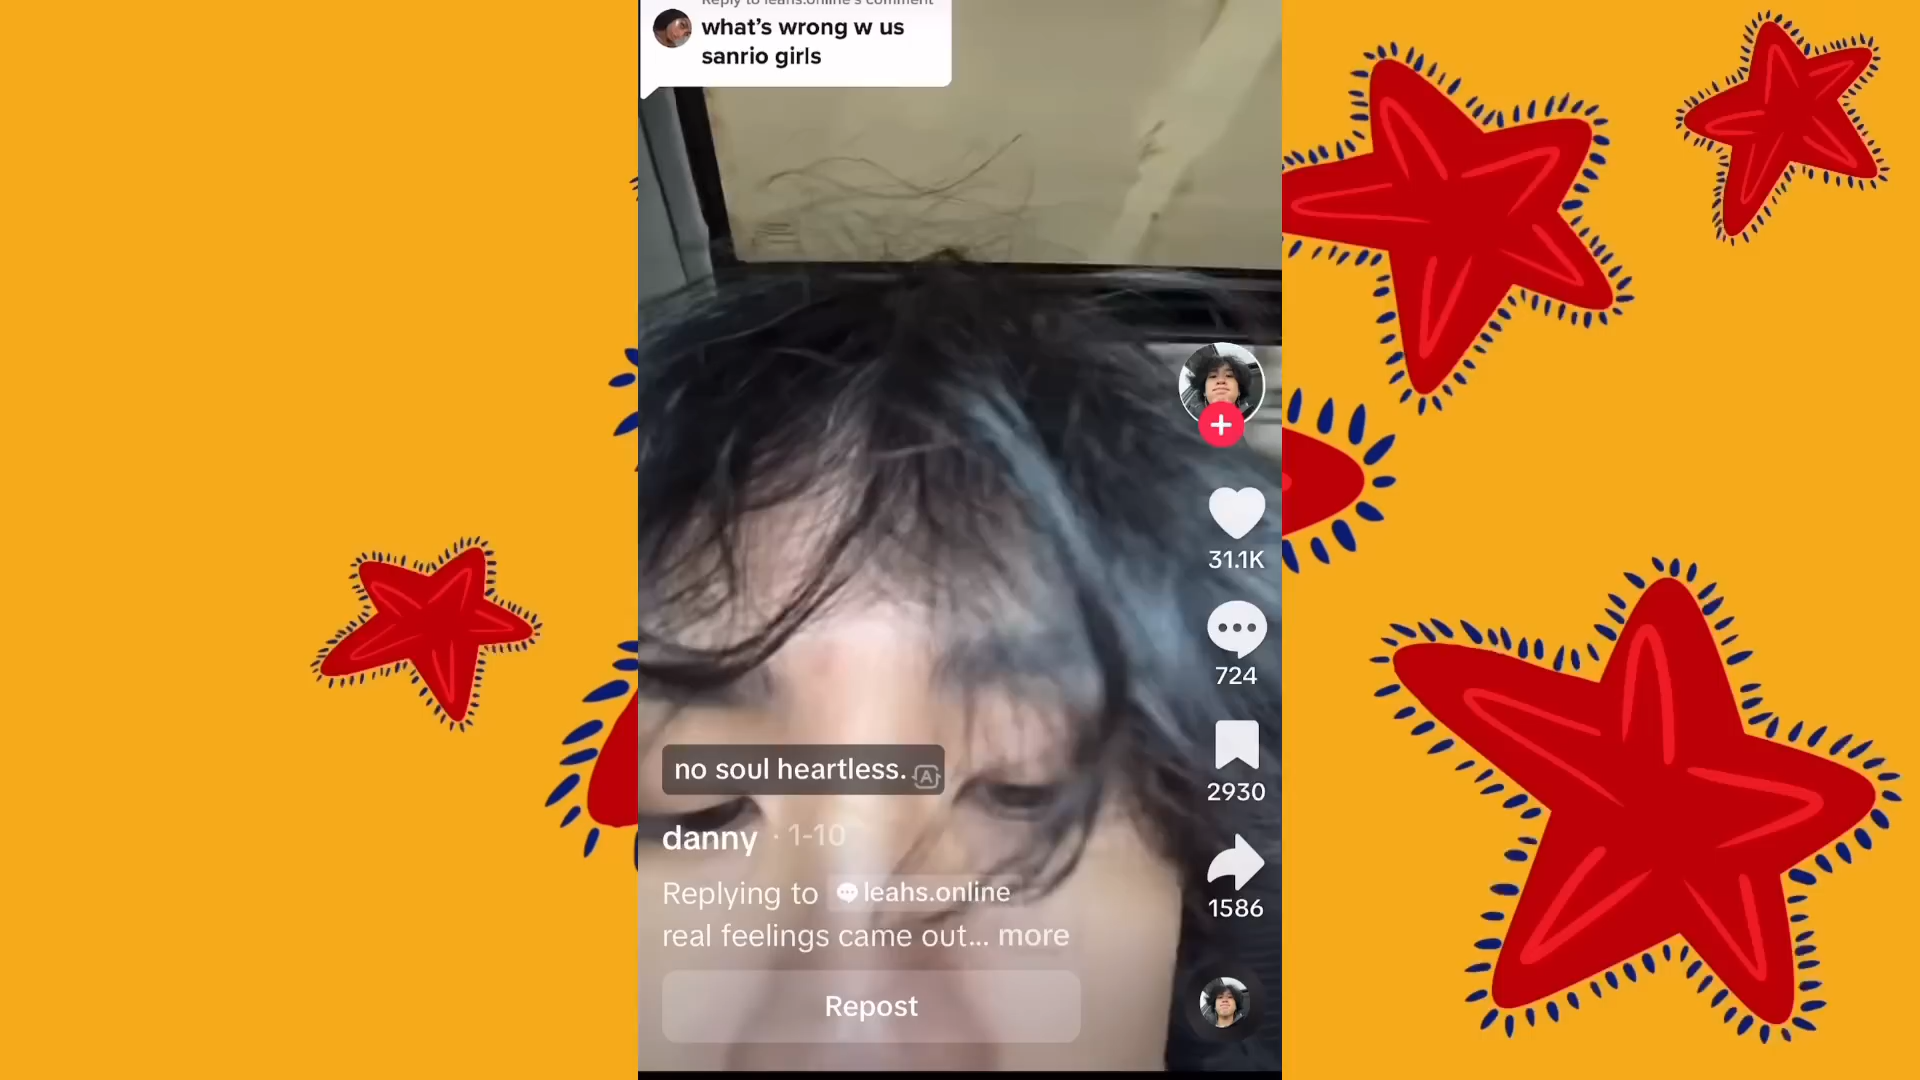 Reply to leahs.online's comment
what's wrong w us
sanrio girls
31.1K
724
2930
1586
no soul heartless.
danny · 1-10
Replying to leahs.online
real feelings came out... more
Repost